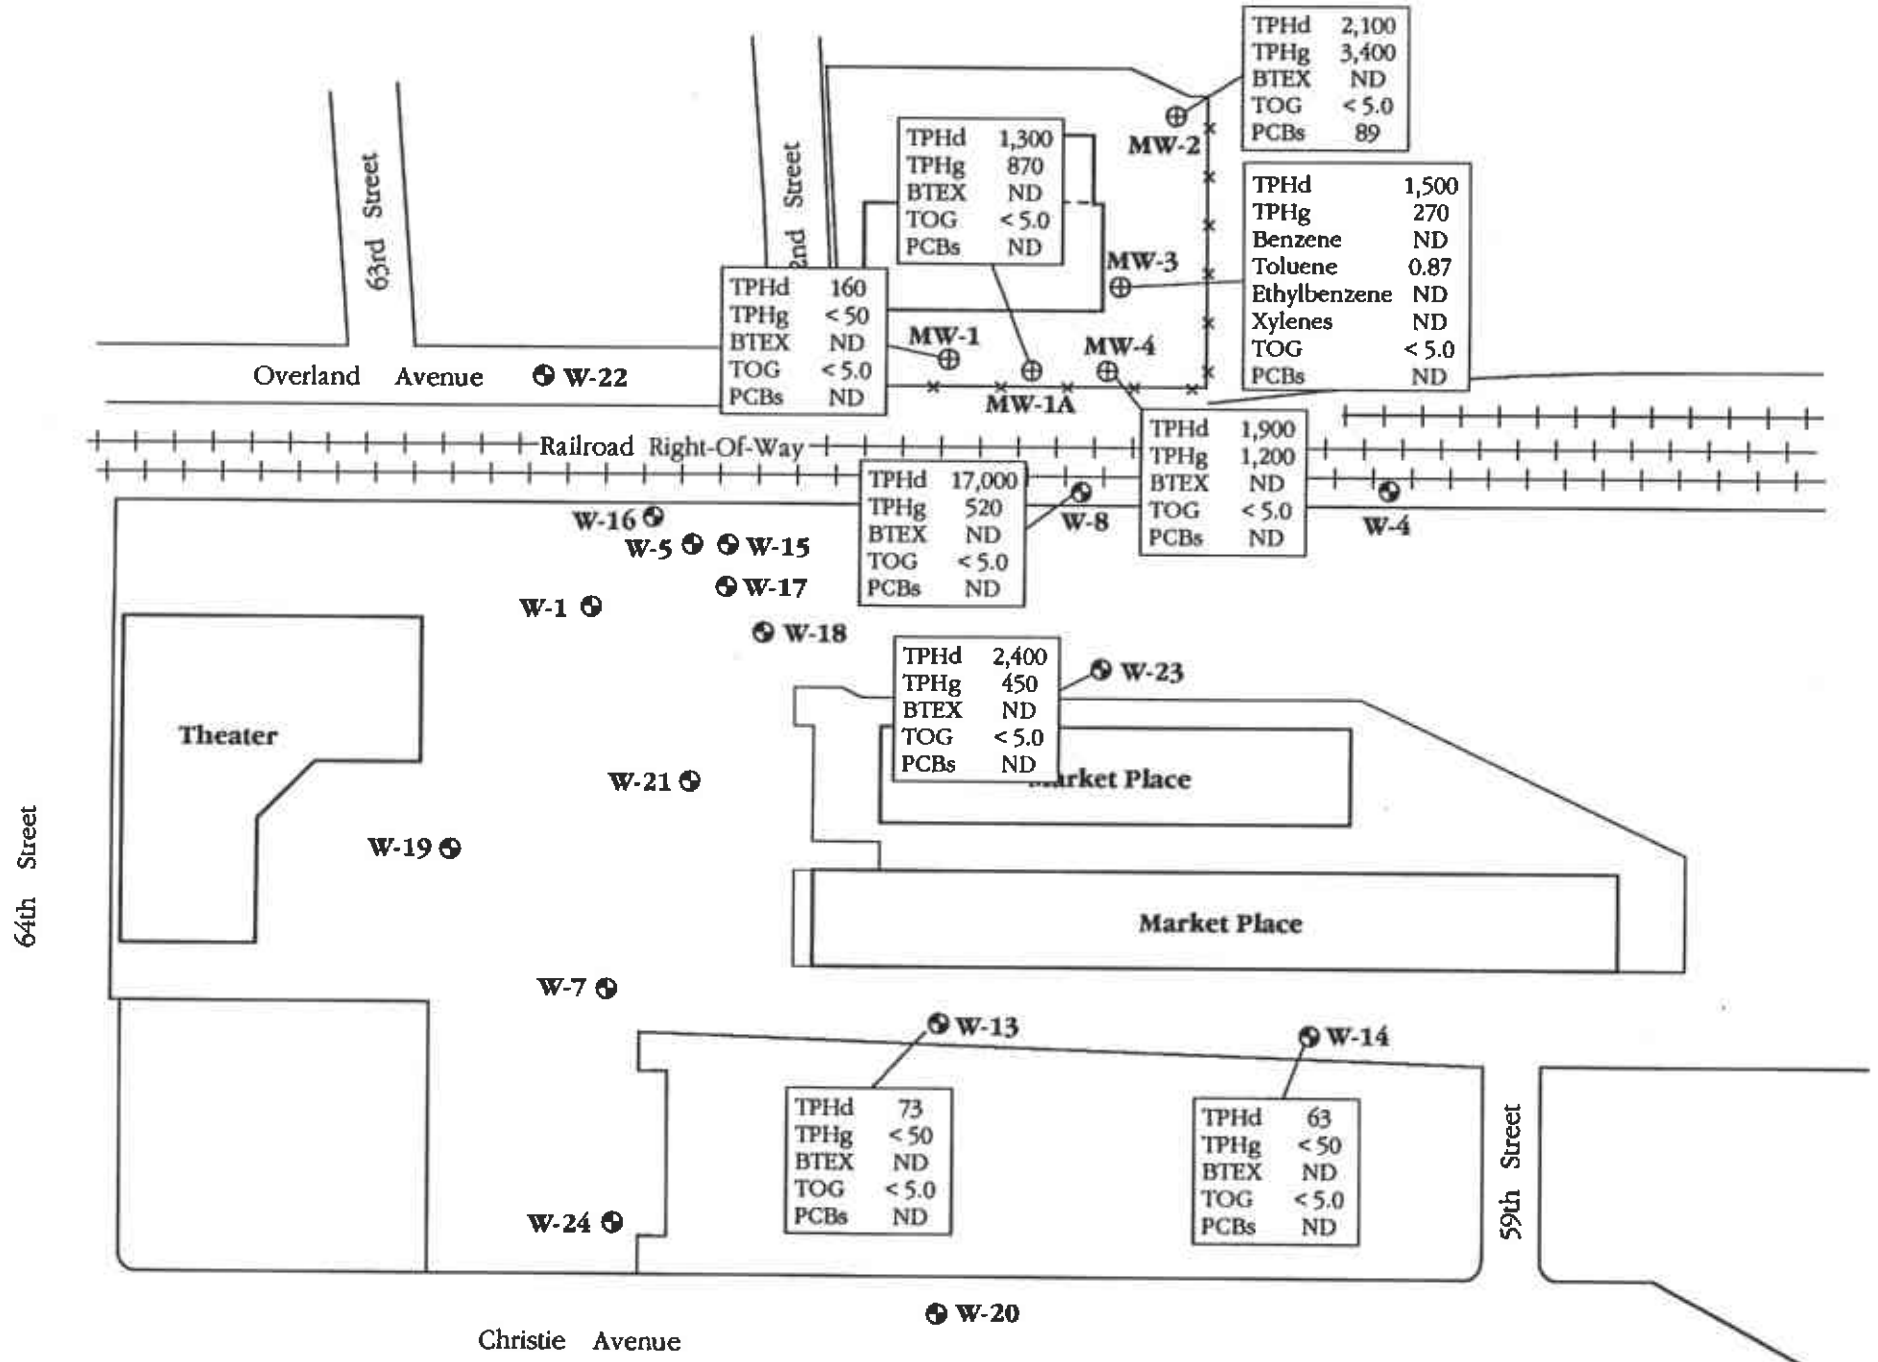 TPHd 2,100
TPHg 3,400
BTEX ND
TOG < 5.0
PCBs 89
MW-2
TPHd 1,300
TPHg 870
BTEX ND
TOG < 5.0
PCBs ND
TPHd 1,500
TPHg 270
Benzene ND
Toluene 0.87
Ethylbenzene ND
Xylenes ND
TOG < 5.0
PCBs ND
63rd Street
2nd Street
MW-3
TPHd 160
TPHg < 50
BTEX ND
TOG < 5.0
PCBs ND
MW-1
MW-4
MW-1A
Overland Avenue
W-22
Railroad Right-Of-Way
TPHd 1,900
TPHg 1,200
BTEX ND
TOG < 5.0
PCBs ND
TPHd 17,000
TPHg 520
BTEX ND
TOG < 5.0
PCBs ND
W-8
W-4
W-16
W-5
W-15
W-17
W-1
W-18
TPHd 2,400
TPHg 450
BTEX ND
TOG < 5.0
PCBs ND
W-23
Theater
W-21
Market Place
W-19
64th Street
Market Place
W-7
W-13
W-14
TPHd 73
TPHg < 50
BTEX ND
TOG < 5.0
PCBs ND
TPHd 63
TPHg < 50
BTEX ND
TOG < 5.0
PCBs ND
59th Street
W-24
W-20
Christie Avenue